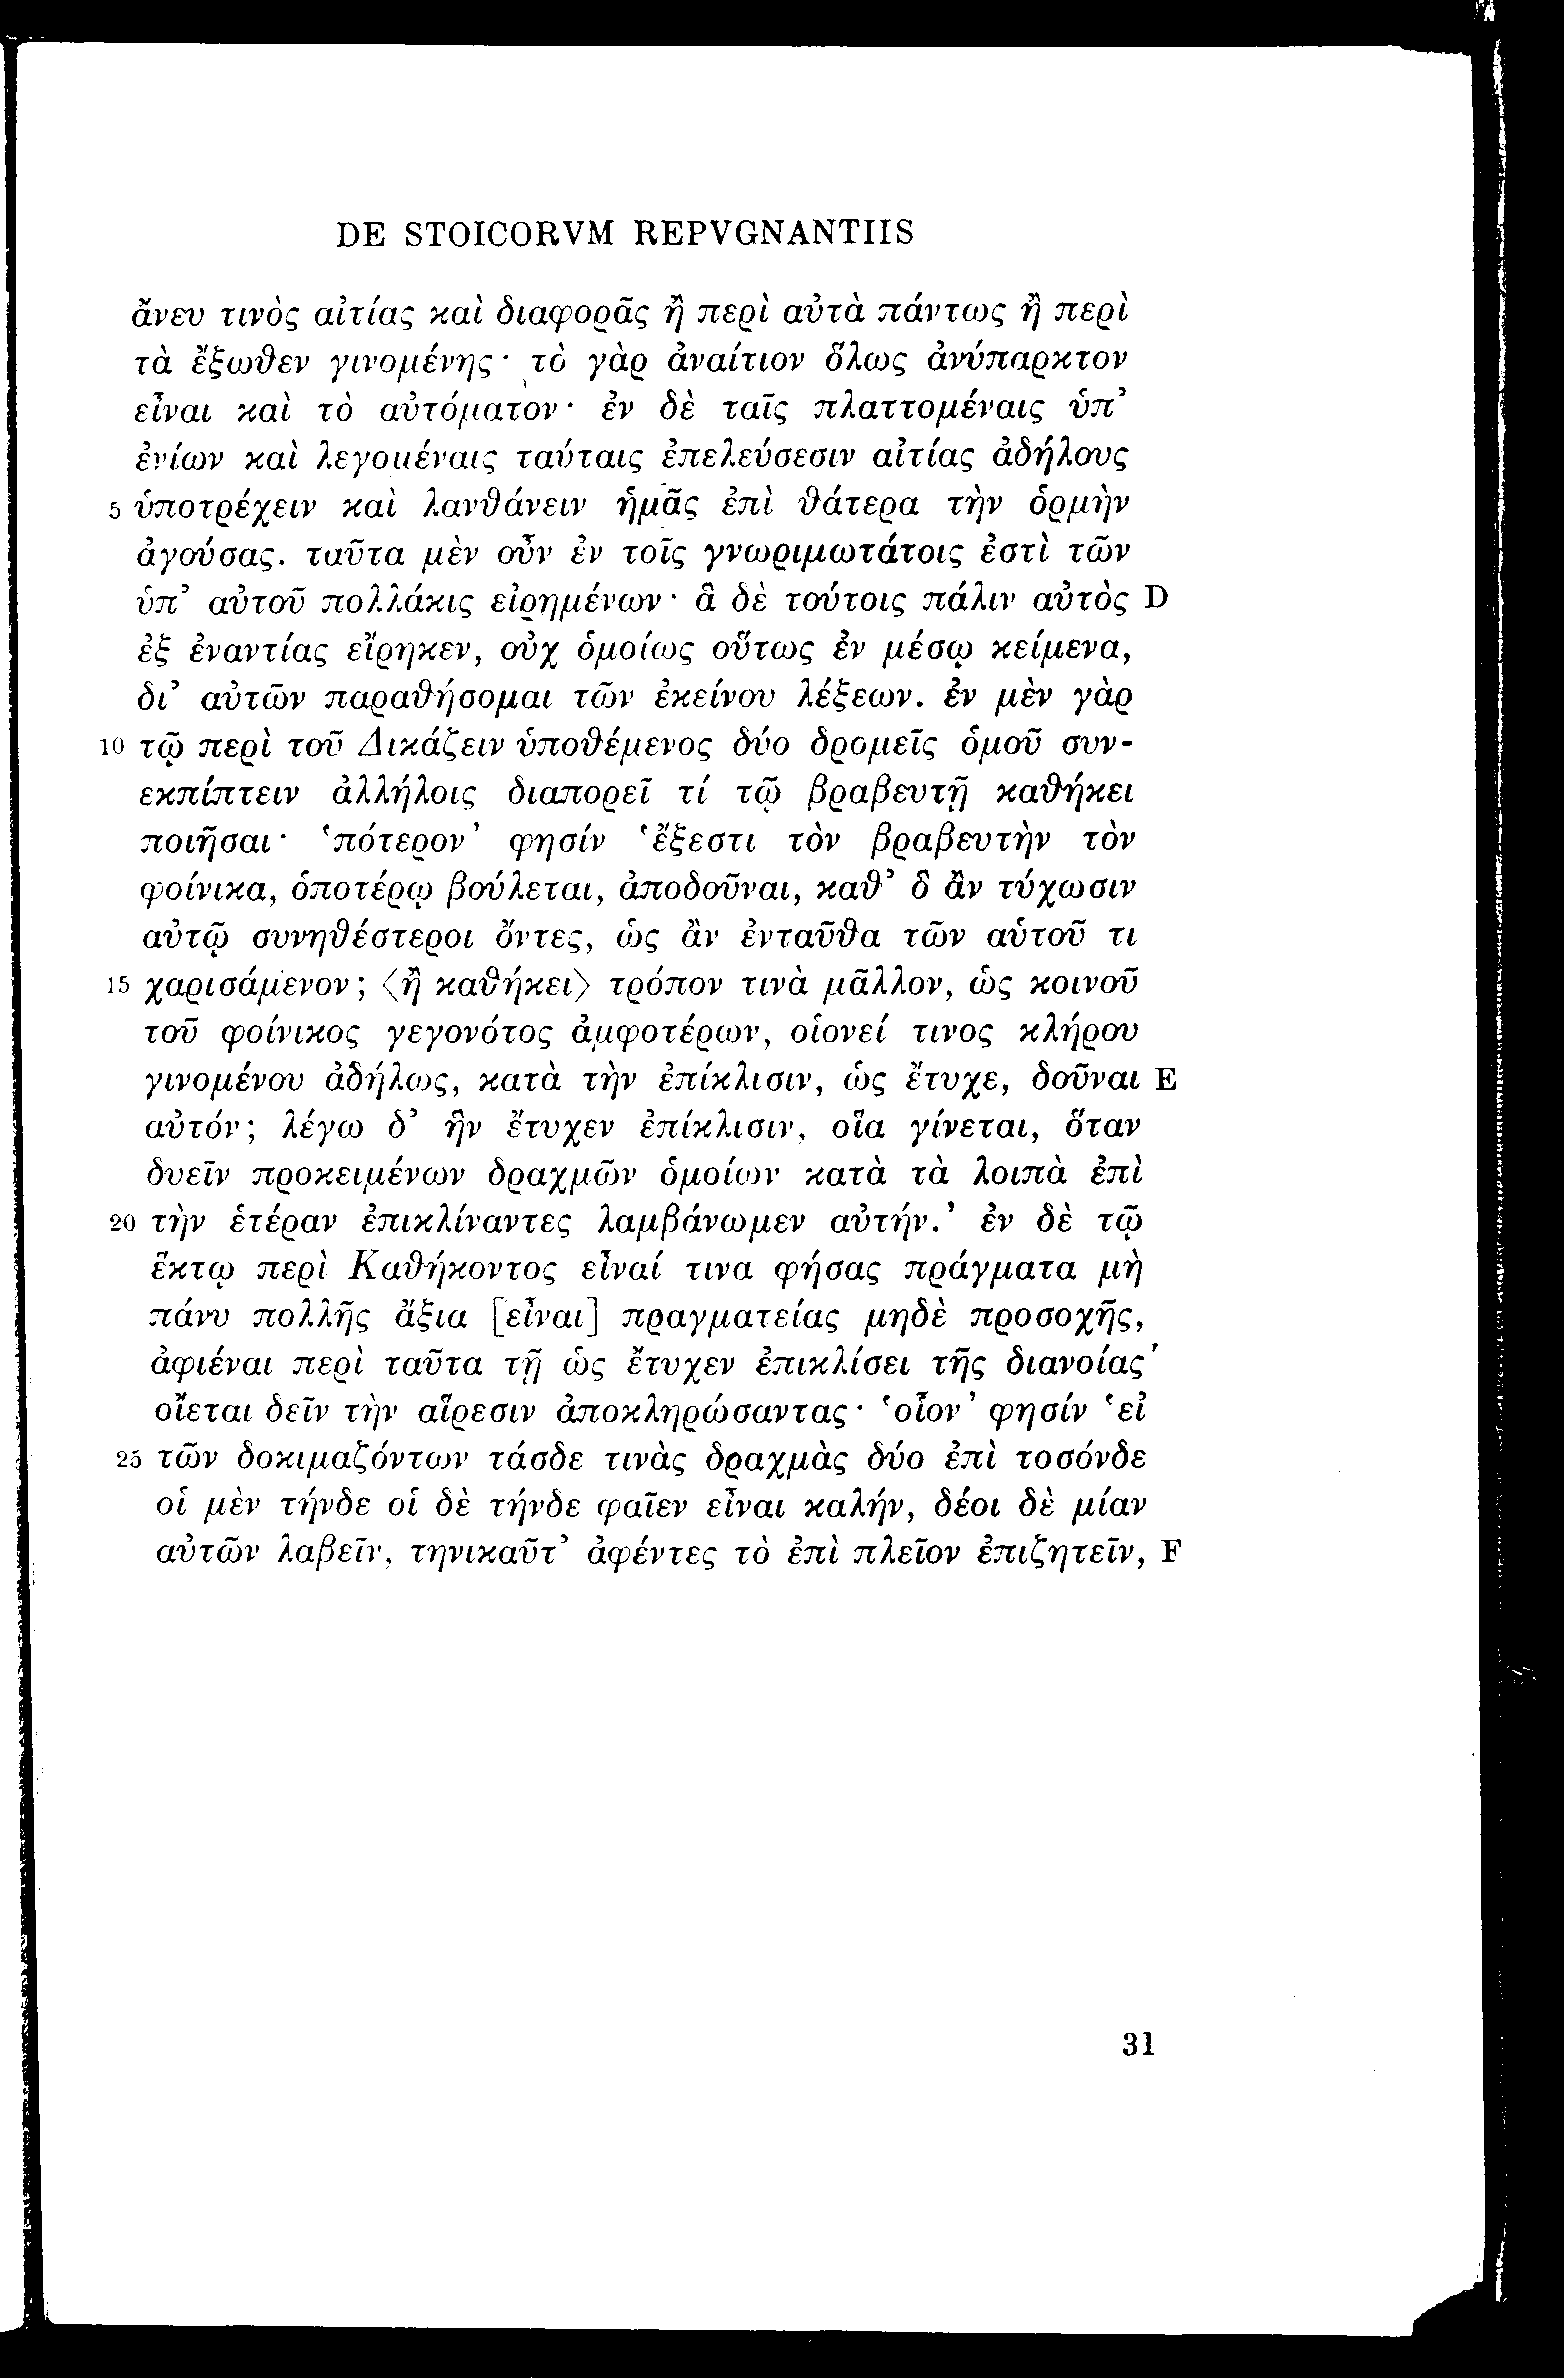 DE STOICORVM REPVGNANTIIS
ἄνευ τινὸς αἰτίας καὶ διαφορᾶς ἢ περὶ αὐτὰ πάντως ἢ περὶ
τὰ ἔξωθεν γινομένης· τὸ γὰρ ἀναίτιον ὅλως ἀνύπαρκτον
εἶναι καὶ τὸ αὐτόματον· ἐν δὲ ταῖς πλαττομέναις ὑπ’
ἐνίων καὶ λεγομέναις ταύταις ἐπελεύσεσιν αἰτίας ἀδήλους
5 ὑποτρέχειν καὶ λανθάνειν ἡμᾶς ἐπὶ θάτερα τὴν ὁρμὴν
ἀγούσας. ταῦτα μὲν οὖν ἐν τοῖς γνωριμωτάτοις ἐστὶ τῶν
ὑπ’ αὐτοῦ πολλάκις εἰρημένων· ἃ δὲ τούτοις πάλιν αὐτὸς D
ἐξ ἐναντίας εἴρηκεν, οὐχ ὁμοίως οὕτως ἐν μέσῳ κείμενα,
δι’ αὐτῶν παραθήσομαι τῶν ἐκείνου λέξεων. ἐν μὲν γὰρ
10 τῷ περὶ τοῦ Δικάζειν ὑποθέμενος δύο δρομεῖς ὁμοῦ συν-
εκπίπτειν ἀλλήλοις διαπορεῖ τί τῷ βραβευτῇ καθήκει
ποιῆσαι· ‘πότερον’ φησίν ‘ἔξεστι τὸν βραβευτὴν τὸν
φοίνικα, ὁποτέρῳ βούλεται, ἀποδοῦναι, καθ’ ὃ ἂν τύχωσιν
αὐτῷ συνηθέστεροι ὄντες, ὡς ἂν ἐνταῦθα τῶν αὑτοῦ τι
15 χαρισάμενον; ⟨ἢ καθήκει⟩ τρόπον τινὰ μᾶλλον, ὡς κοινοῦ
τοῦ φοίνικος γεγονότος ἀμφοτέρων, οἱονεί τινος κλήρου
γινομένου ἀδήλως, κατὰ τὴν ἐπίκλισιν, ὡς ἔτυχε, δοῦναι E
αὐτόν; λέγω δ’ ἣν ἔτυχεν ἐπίκλισιν, οἵα γίνεται, ὅταν
δυεῖν προκειμένων δραχμῶν ὁμοίων κατὰ τὰ λοιπὰ ἐπὶ
20 τὴν ἑτέραν ἐπικλίναντες λαμβάνωμεν αὐτήν.’ ἐν δὲ τῷ
ἕκτῳ περὶ Καθήκοντος εἶναί τινα φήσας πράγματα μὴ
πάνυ πολλῆς ἄξια [εἶναι] πραγματείας μηδὲ προσοχῆς,
ἀφιέναι περὶ ταῦτα τῇ ὡς ἔτυχεν ἐπικλίσει τῆς διανοίας
οἴεται δεῖν τὴν αἵρεσιν ἀποκληρώσαντας· ‘οἷον’ φησίν ‘εἰ
25 τῶν δοκιμαζόντων τάσδε τινὰς δραχμὰς δύο ἐπὶ τοσόνδε
οἱ μὲν τήνδε οἱ δὲ τήνδε φαῖεν εἶναι καλήν, δέοι δὲ μίαν
αὐτῶν λαβεῖν, τηνικαῦτ’ ἀφέντες τὸ ἐπὶ πλεῖον ἐπιζητεῖν, F
31